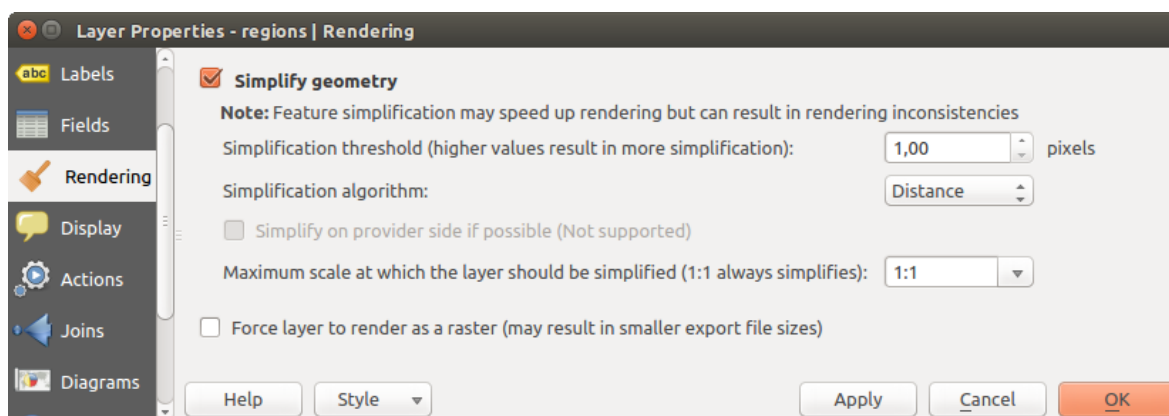 Layer Properties - regions | Rendering
abc Labels
Fields
Rendering
Display
Actions
Joins
Diagrams
Simplify geometry
Note: Feature simplification may speed up rendering but can result in rendering inconsistencies
Simplification threshold (higher values result in more simplification): 1,00 pixels
Simplification algorithm: Distance
Simplify on provider side if possible (Not supported)
Maximum scale at which the layer should be simplified (1:1 always simplifies): 1:1
Force layer to render as a raster (may result in smaller export file sizes)
Help Style Apply Cancel OK